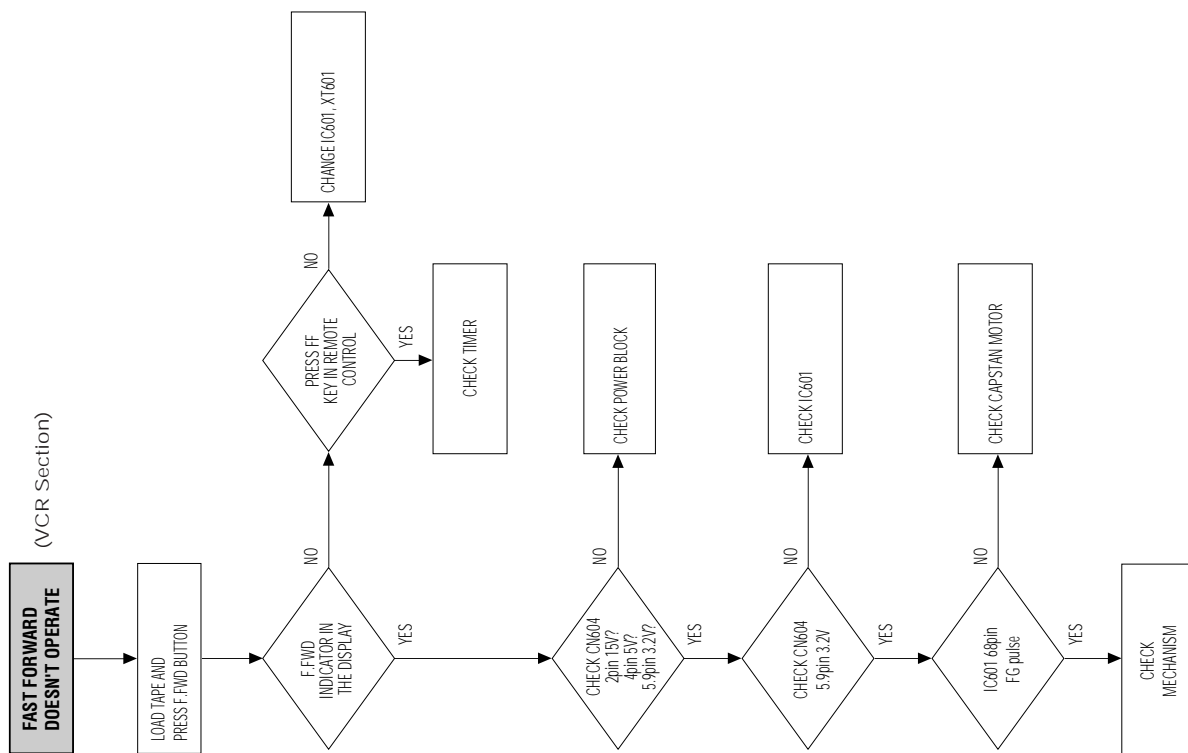 FAST FORWARD
DOESN'T OPERATE
(VCR Section)
LOAD TAPE AND
PRESS F.FWD BUTTON
F.FWD
INDICATOR IN
THE DISPLAY
NO
PRESS FF
KEY IN REMOTE
CONTROL
NO
CHANGE IC601, XT601
YES
CHECK TIMER
YES
CHECK CN604
2pin 15V?
4pin 5V?
5.9pin 3.2V?
NO
CHECK POWER BLOCK
YES
CHECK CN604
5.9pin 3.2V
NO
CHECK IC601
YES
IC601 68pin
FG pulse
NO
CHECK CAPSTAN MOTOR
YES
CHECK
MECHANISM